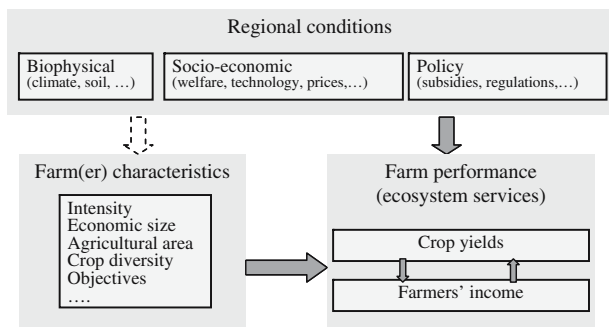 Regional conditions
Biophysical
(climate, soil, …)
Socio-economic
(welfare, technology, prices,…)
Policy
(subsidies, regulations,…)
Farm(er) characteristics
Intensity
Economic size
Agricultural area
Crop diversity
Objectives
….
Farm performance
(ecosystem services)
Crop yields
Farmers' income